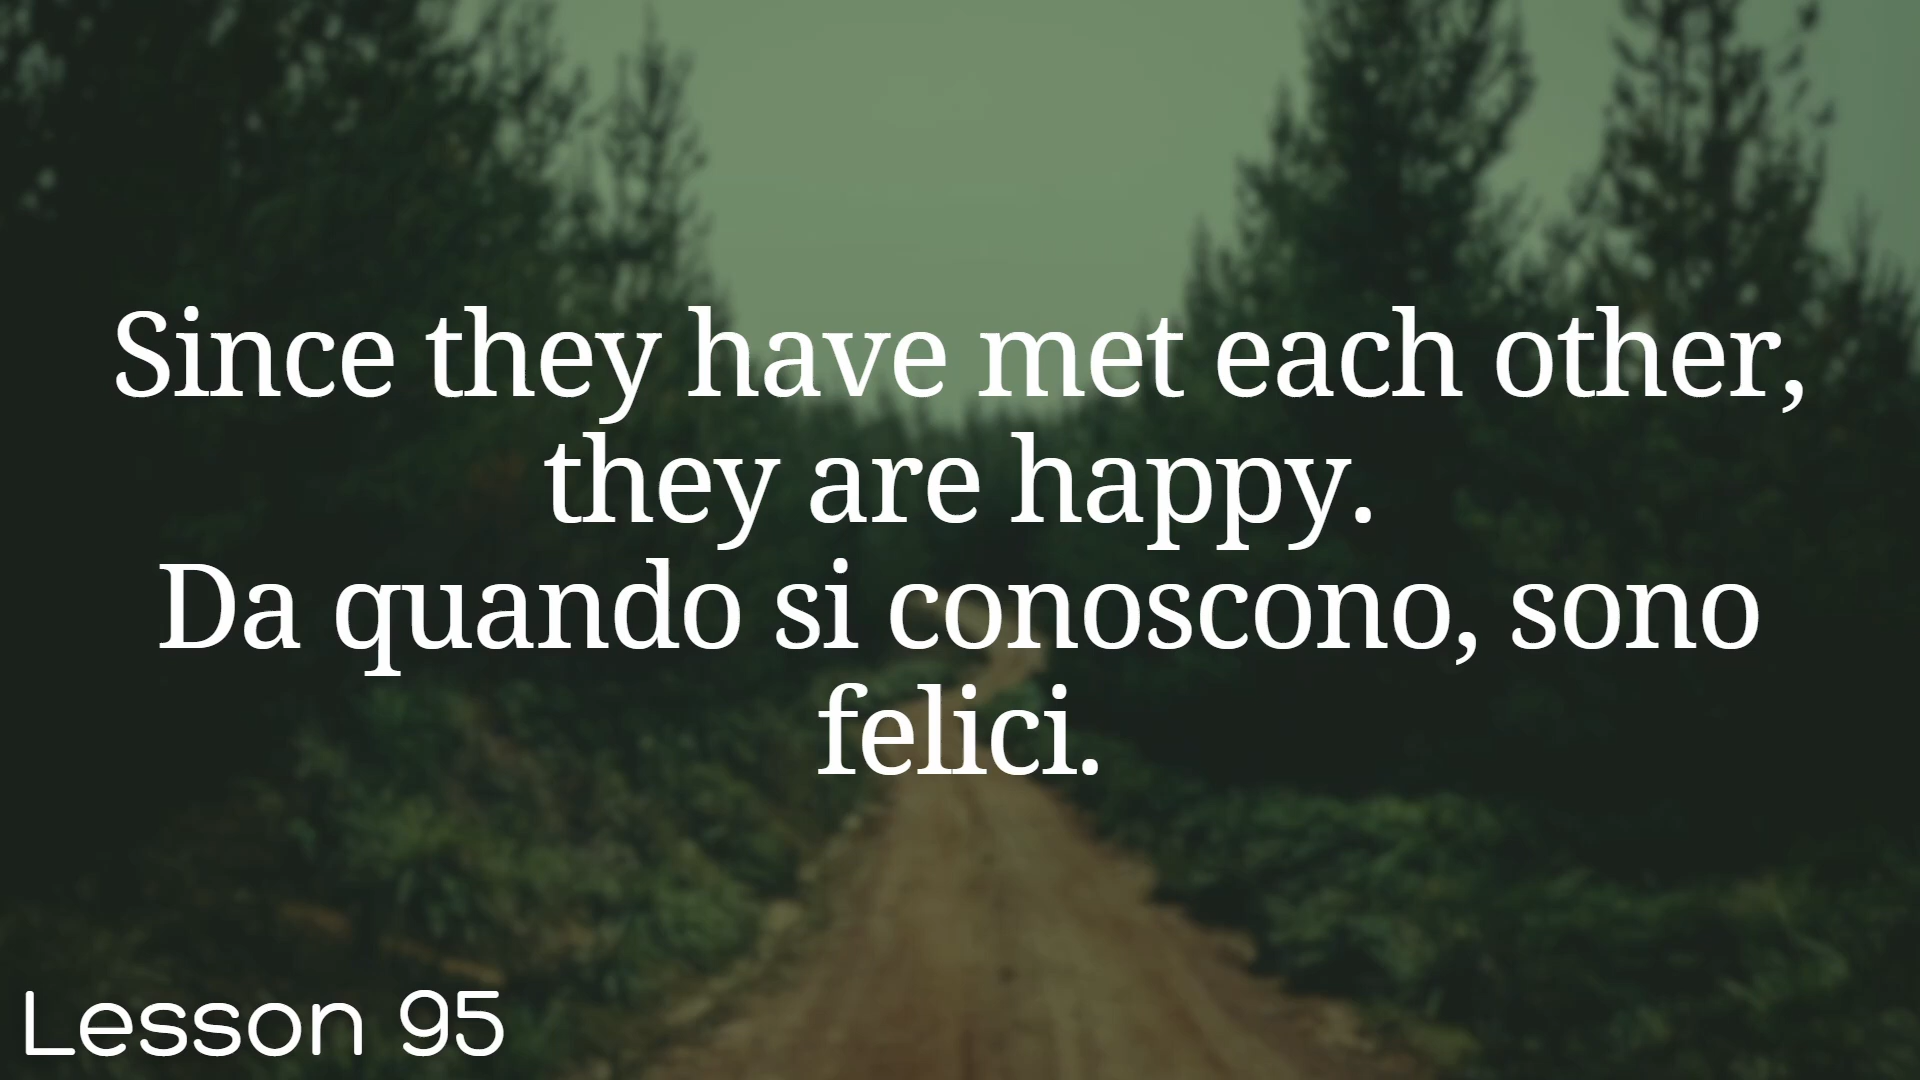 Since they have met each other,
they are happy.
Da quando si conoscono, sono
felici.
Lesson 95